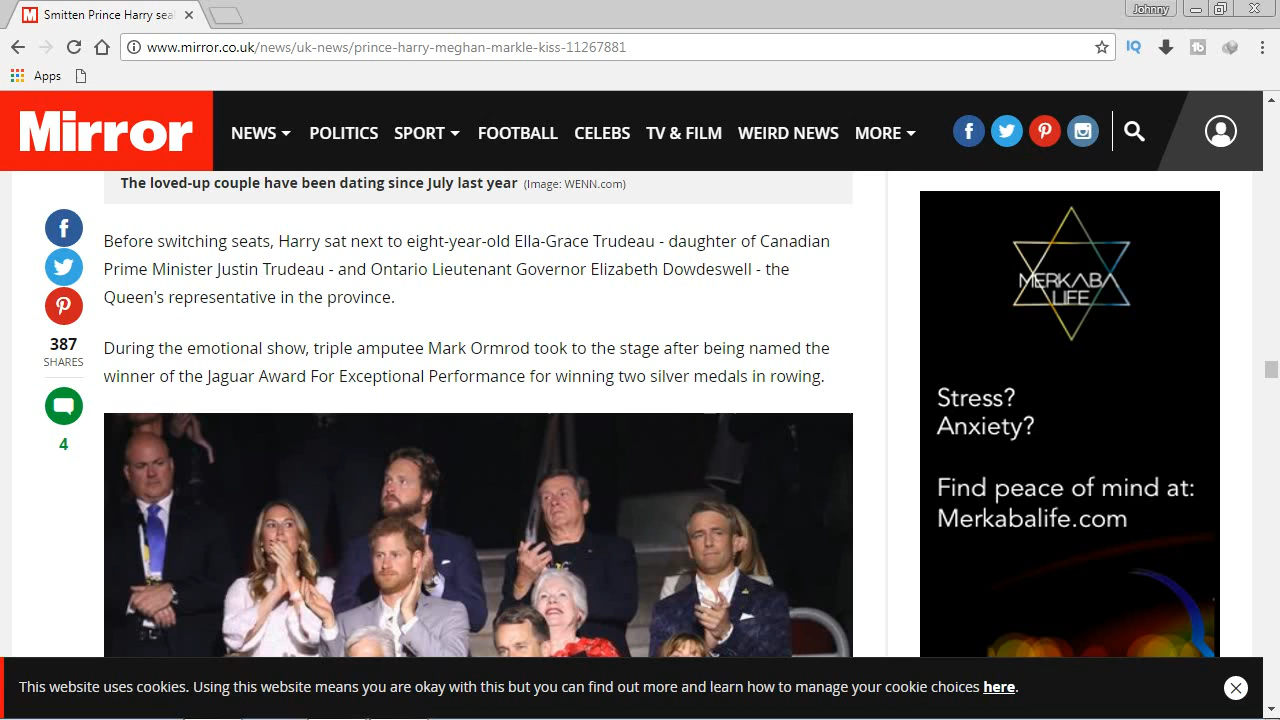 Smitten Prince Harry sea
Johnny
www.mirror.co.uk/news/uk-news/prince-harry-meghan-markle-kiss-11267881
IQ
Apps
Mirror
NEWS POLITICS SPORT FOOTBALL CELEBS TV & FILM WEIRD NEWS MORE
The loved-up couple have been dating since July last year (Image: WENN.com)
Before switching seats, Harry sat next to eight-year-old Ella-Grace Trudeau - daughter of Canadian
Prime Minister Justin Trudeau - and Ontario Lieutenant Governor Elizabeth Dowdeswell - the
Queen's representative in the province.
387
SHARES
4
During the emotional show, triple amputee Mark Ormrod took to the stage after being named the
winner of the Jaguar Award For Exceptional Performance for winning two silver medals in rowing.
MERKABA
LIFE
Stress?
Anxiety?
Find peace of mind at:
Merkabalife.com
This website uses cookies. Using this website means you are okay with this but you can find out more and learn how to manage your cookie choices here.